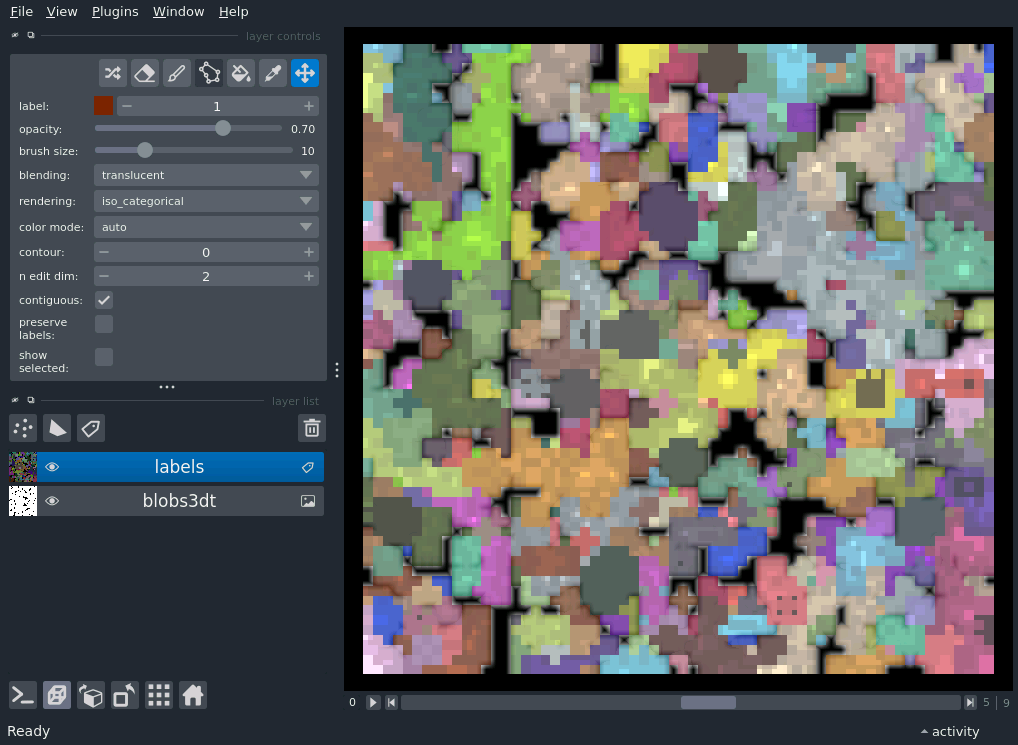 File View Plugins Window Help
layer controls
label: 1
opacity: 0.70
brush size: 10
blending: translucent
rendering: iso_categorical
color mode: auto
contour: 0
n edit dim: 2
contiguous:
preserve
labels:
show
selected:
layer list
labels
blobs3dt
0 5 | 9
Ready activity